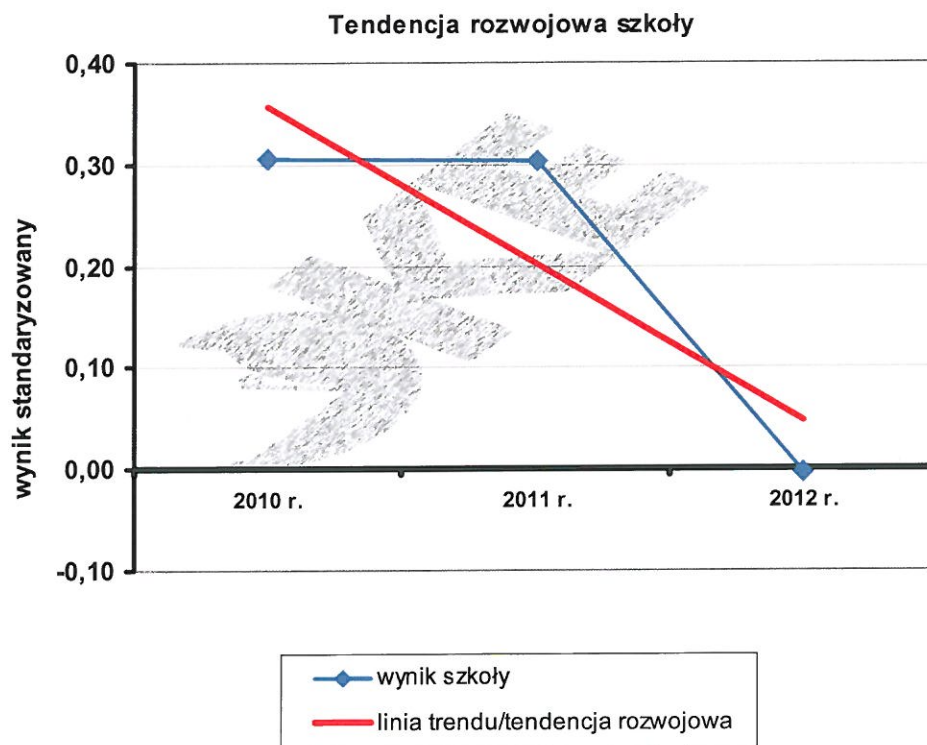 Tendencja rozwojowa szkoły
0,40
0,30
0,20
0,10
0,00
-0,10
wynik standaryzowany
2010 r.
2011 r.
2012 r.
wynik szkoły
linia trendu/tendencja rozwojowa